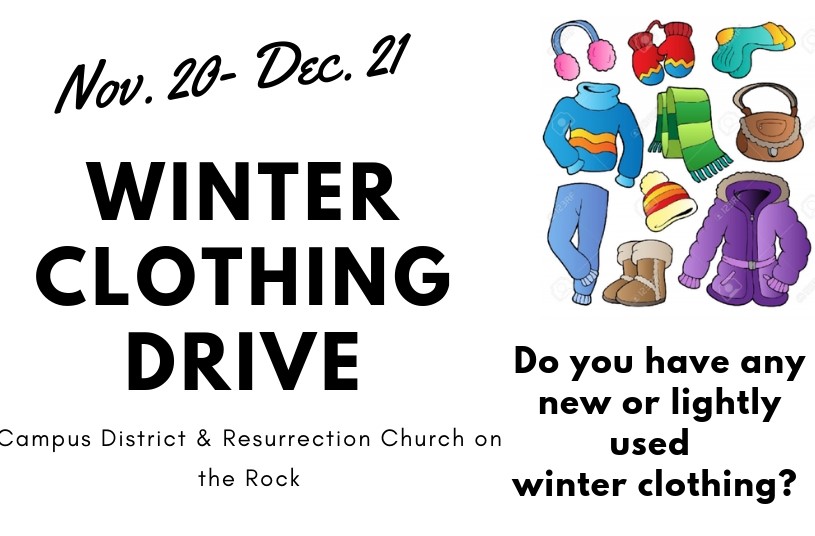 Nov. 20- Dec. 21
WINTER
CLOTHING
DRIVE
Campus District & Resurrection Church on
the Rock
Do you have any
new or lightly
used
winter clothing?